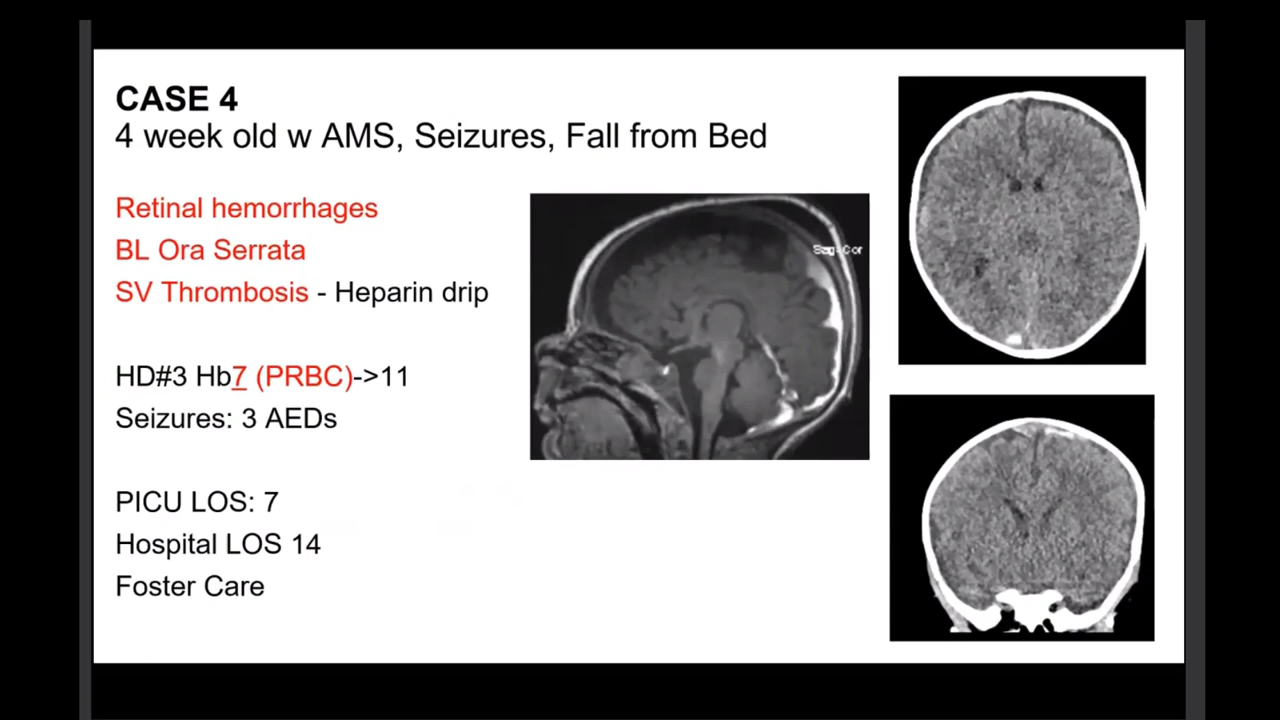 CASE 4
4 week old w AMS, Seizures, Fall from Bed
Retinal hemorrhages
BL Ora Serrata
SV Thrombosis - Heparin drip
HD#3 Hb7 (PRBC)->11
Seizures: 3 AEDs
PICU LOS: 7
Hospital LOS 14
Foster Care